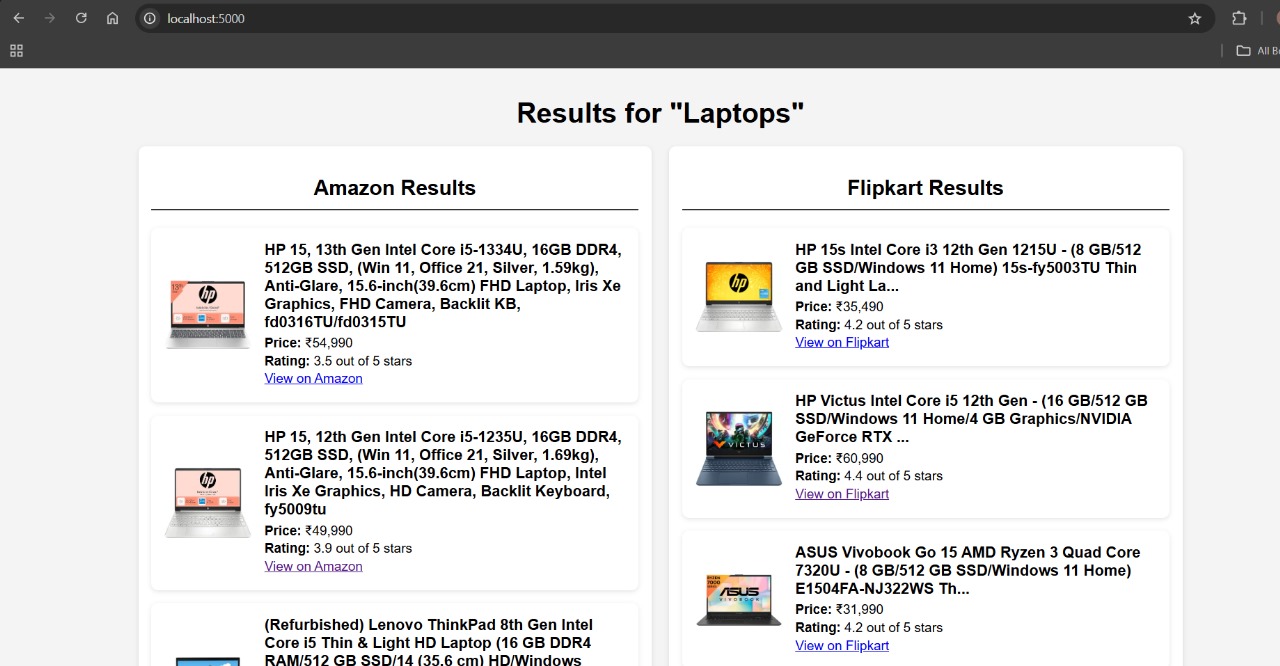 localhost:5000
All B
Results for "Laptops"
Amazon Results
HP 15, 13th Gen Intel Core i5-1334U, 16GB DDR4,
512GB SSD, (Win 11, Office 21, Silver, 1.59kg),
Anti-Glare, 15.6-inch(39.6cm) FHD Laptop, Iris Xe
Graphics, FHD Camera, Backlit KB,
fd0316TU/fd0315TU
Price: ₹54,990
Rating: 3.5 out of 5 stars
View on Amazon
HP 15, 12th Gen Intel Core i5-1235U, 16GB DDR4,
512GB SSD, (Win 11, Office 21, Silver, 1.69kg),
Anti-Glare, 15.6-inch(39.6cm) FHD Laptop, Intel
Iris Xe Graphics, HD Camera, Backlit Keyboard,
fy5009tu
Price: ₹49,990
Rating: 3.9 out of 5 stars
View on Amazon
(Refurbished) Lenovo ThinkPad 8th Gen Intel
Core i5 Thin & Light HD Laptop (16 GB DDR4
RAM/512 GB SSD/14 (35.6 cm) HD/Windows
Flipkart Results
hp
HP 15s Intel Core i3 12th Gen 1215U - (8 GB/512
GB SSD/Windows 11 Home) 15s-fy5003TU Thin
and Light La...
Price: ₹35,490
Rating: 4.2 out of 5 stars
View on Flipkart
VICTUS
HP Victus Intel Core i5 12th Gen - (16 GB/512 GB
SSD/Windows 11 Home/4 GB Graphics/NVIDIA
GeForce RTX ...
Price: ₹60,990
Rating: 4.4 out of 5 stars
View on Flipkart
ASUS
VIVOBOOK
ASUS Vivobook Go 15 AMD Ryzen 3 Quad Core
7320U - (8 GB/512 GB SSD/Windows 11 Home)
E1504FA-NJ322WS Th...
Price: ₹31,990
Rating: 4.2 out of 5 stars
View on Flipkart